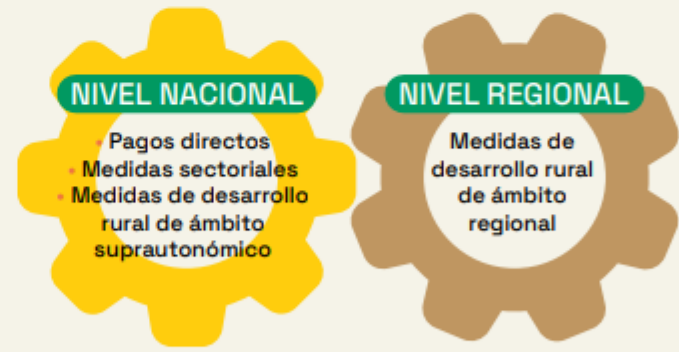 NIVEL NACIONAL
• Pagos directos
• Medidas sectoriales
• Medidas de desarrollo
rural de ámbito
suprautonómico
NIVEL REGIONAL
Medidas de
desarrollo rural
de ámbito
regional